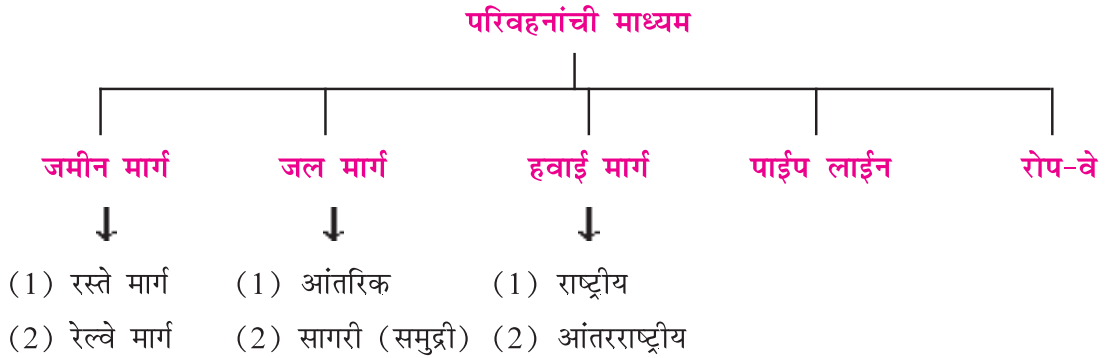 परिवहनांची माध्यम
जमीन मार्ग जल मार्ग हवाई मार्ग पाईप लाईन रोप-वे
(1) रस्ते मार्ग (1) आंतरिक (1) राष्ट्रीय
(2) रेल्वे मार्ग (2) सागरी (समुद्री) (2) आंतरराष्ट्रीय